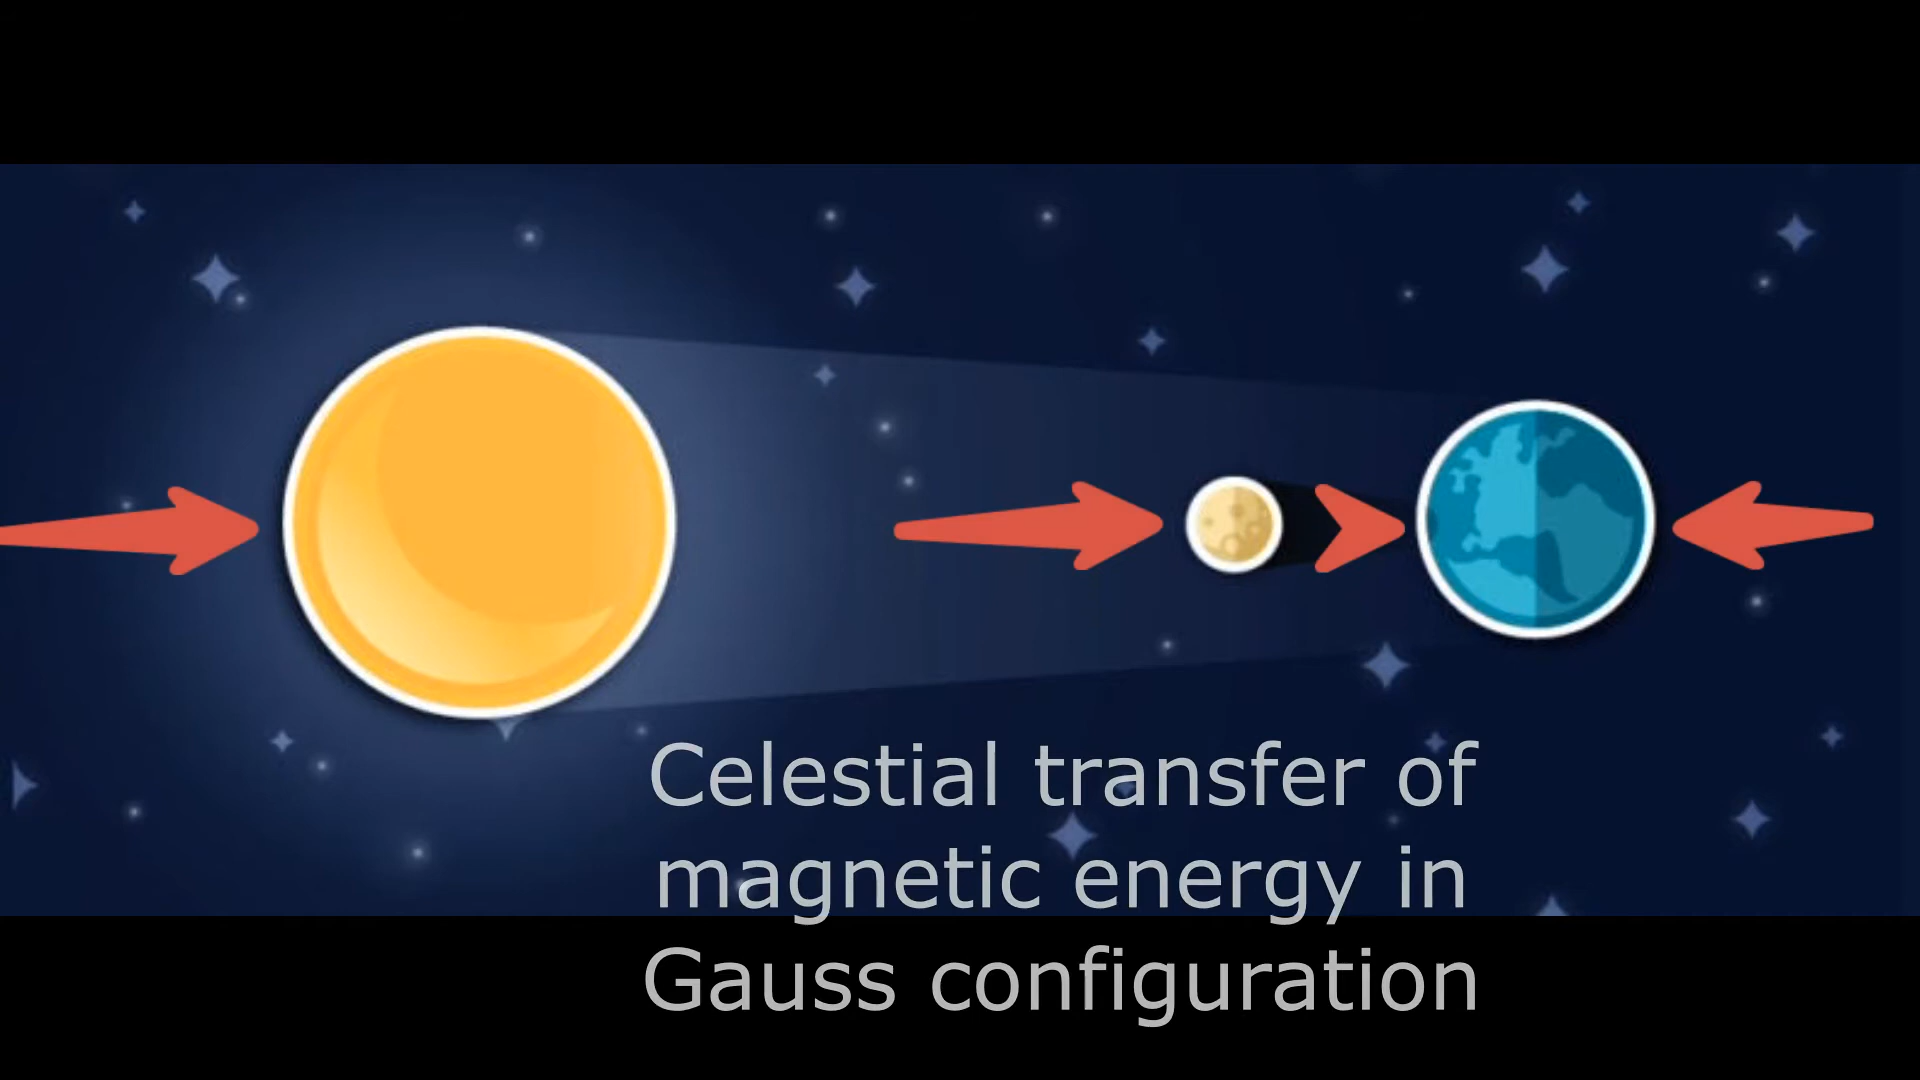 Celestial transfer of
magnetic energy in
Gauss configuration